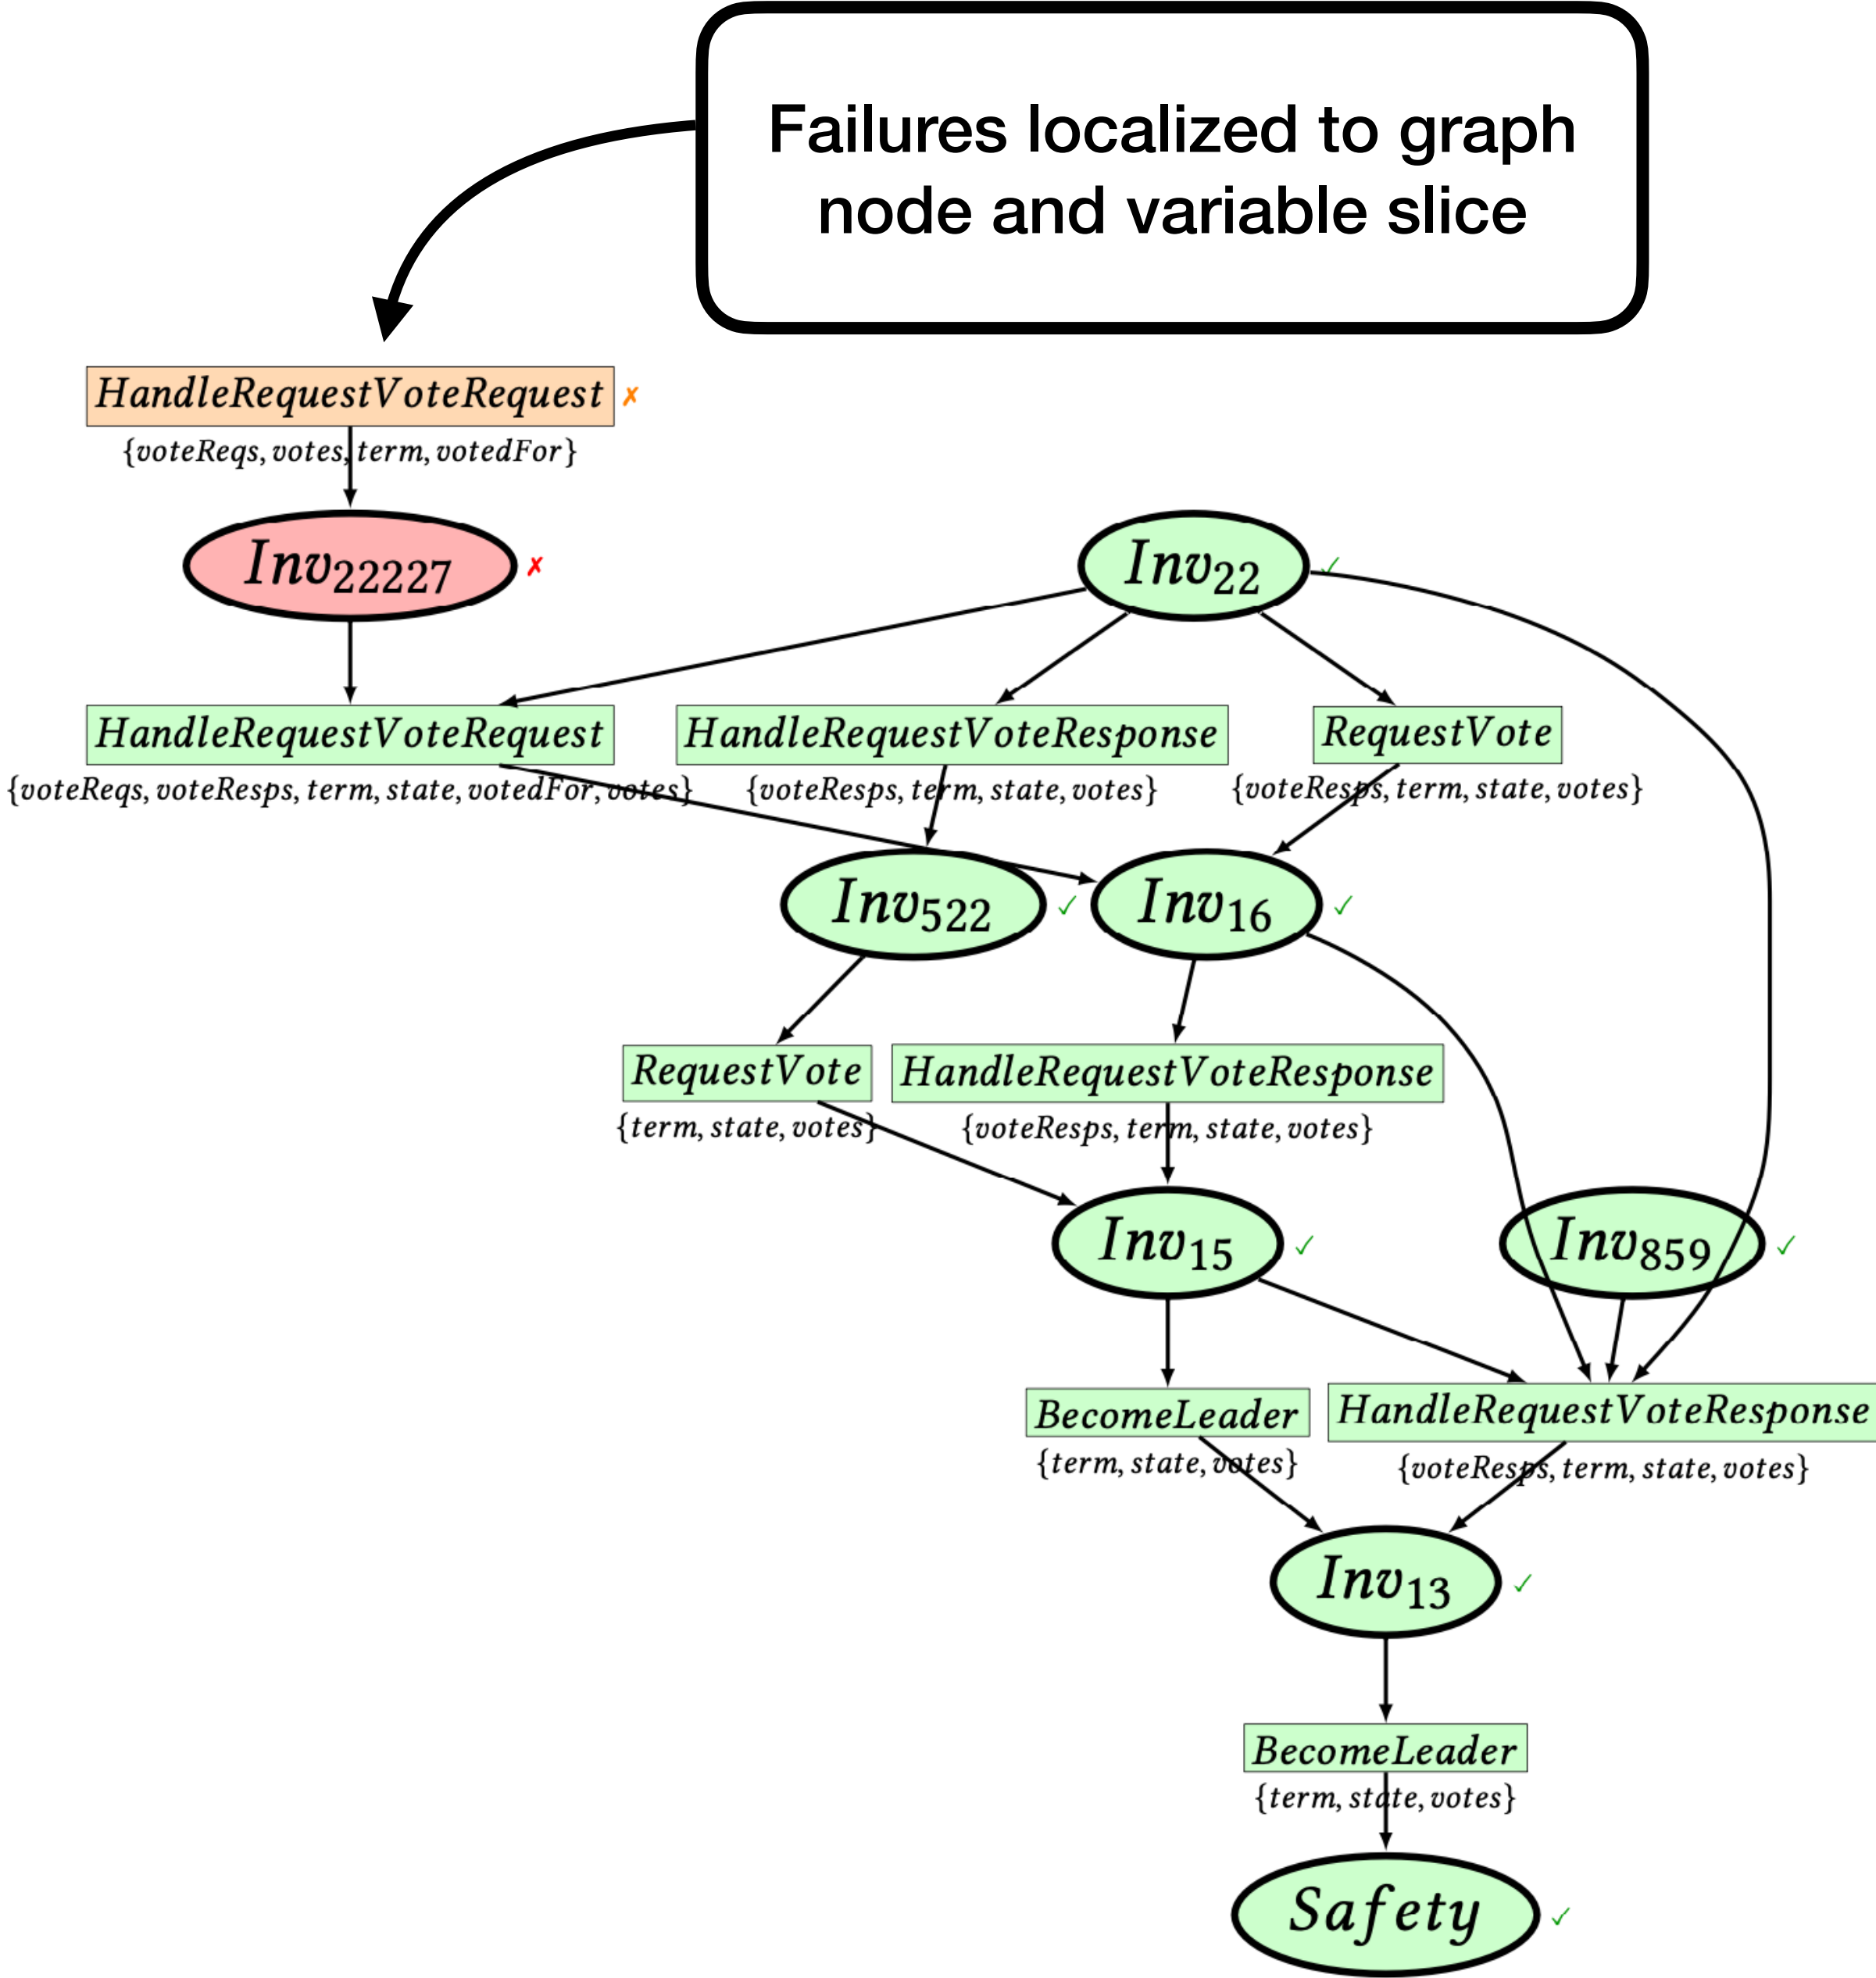 Failures localized to graph
node and variable slice
HandleRequestVoteRequest ✗
{voteReqs, votes, term, votedFor}
Inv22227 ✗
Inv22 ✓
HandleRequestVoteRequest
{voteReqs, voteResps, term, state, votedFor, votes}
HandleRequestVoteResponse
{voteResps, term, state, votes}
RequestVote
{voteResps, term, state, votes}
Inv522 ✓
Inv16 ✓
RequestVote
{term, state, votes}
HandleRequestVoteResponse
{voteResps, term, state, votes}
Inv15 ✓
Inv859 ✓
BecomeLeader
{term, state, votes}
HandleRequestVoteResponse
{voteResps, term, state, votes}
Inv13 ✓
BecomeLeader
{term, state, votes}
Safety ✓